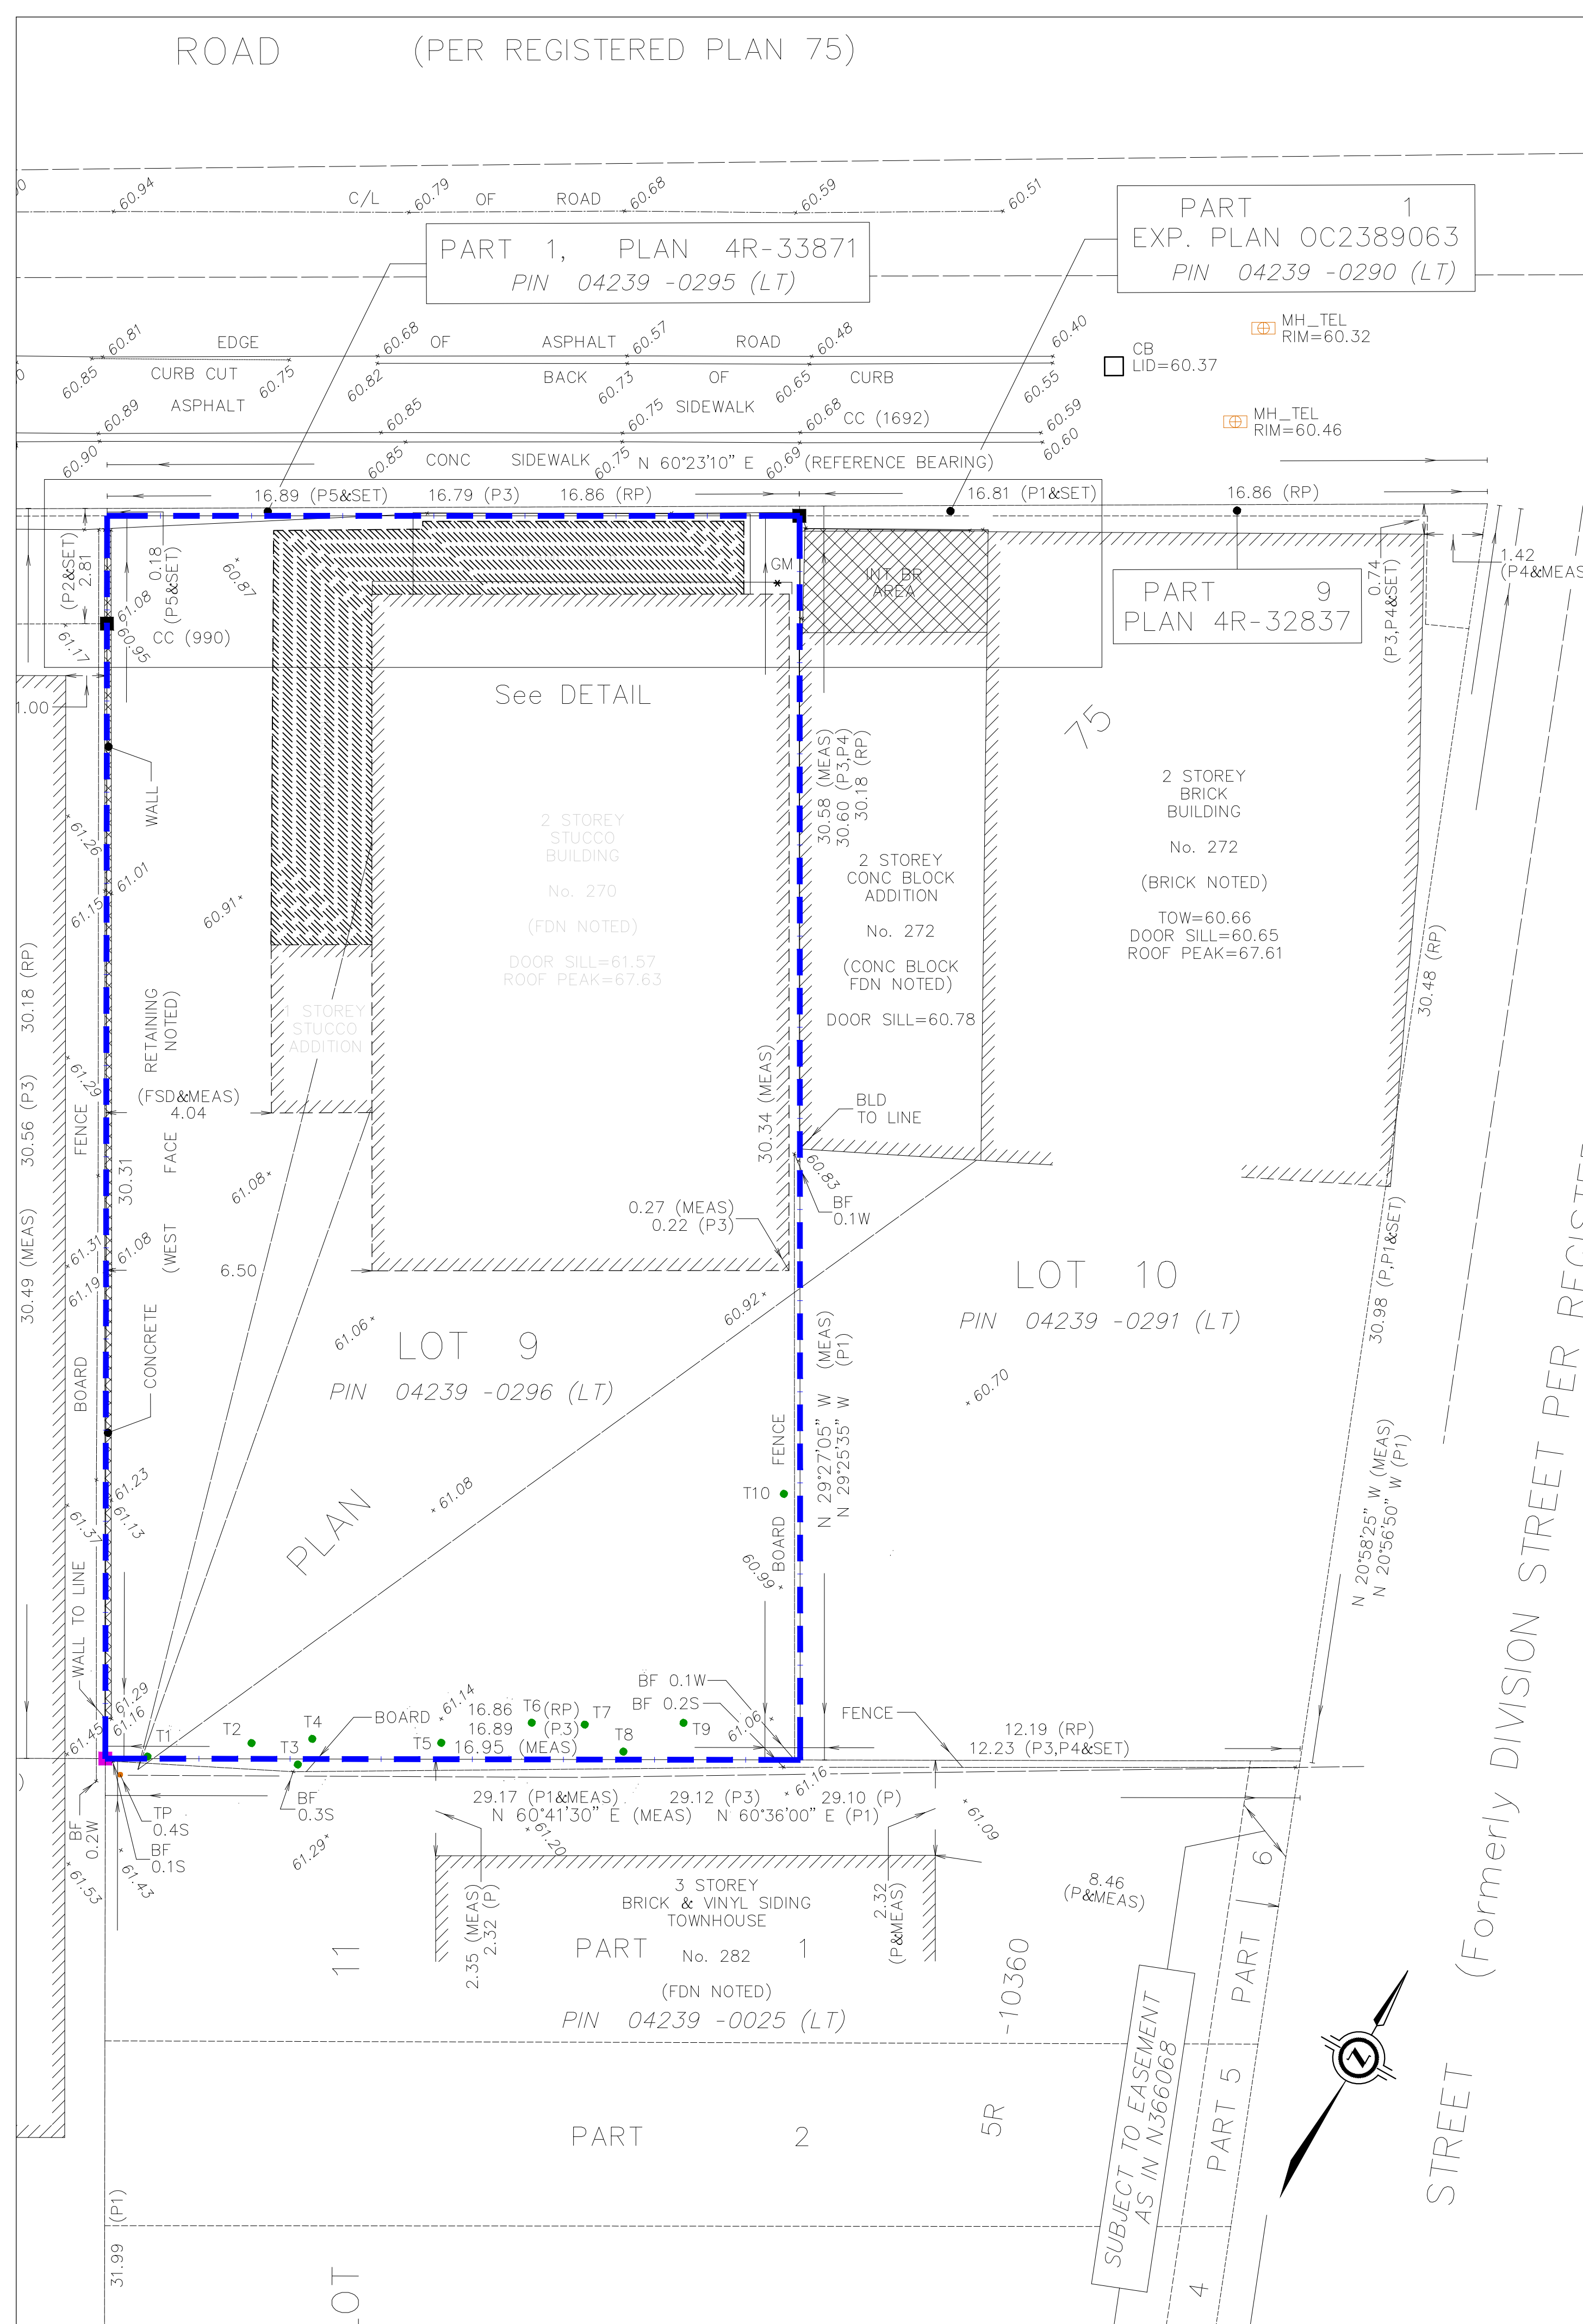 ROAD (PER REGISTERED PLAN 75)
60.94
C/L 60.79 OF ROAD 60.68
60.59
60.51
PART 1, PLAN 4R-33871
PIN 04239 -0295 (LT)
PART 1
EXP. PLAN OC2389063
PIN 04239 -0290 (LT)
MH_TEL
RIM=60.32
CB
LID=60.37
MH_TEL
RIM=60.46
60.81 EDGE 60.68 OF ASPHALT 60.57 ROAD 60.48 60.40
60.85 CURB CUT 60.75 60.82 BACK 60.73 OF 60.65 CURB 60.55
60.89 ASPHALT 60.85 60.75 SIDEWALK 60.68 CC (1692) 60.59
60.90 60.85 CONC SIDEWALK 60.75 N 60°23'10" E 60.69 (REFERENCE BEARING) 60.60
16.89 (P5&SET) 16.79 (P3) 16.86 (RP) 16.81 (P1&SET) 16.86 (RP)
(P2&SET)
2.81
0.18
(P5&SET)
61.08
60.95
61.17
CC (990)
60.87
GM
INT BR
AREA
PART 9
PLAN 4R-32837
0.74
(P3,P4&SET)
1.42
(P4&MEAS
1.00
See DETAIL
75
WALL
61.26
61.01
61.15
60.91
2 STOREY
STUCCO
BUILDING
No. 270
(FDN NOTED)
DOOR SILL=61.57
ROOF PEAK=67.63
30.58 (MEAS)
30.60 (P3,P4)
30.18 (RP)
2 STOREY
CONC BLOCK
ADDITION
No. 272
(CONC BLOCK
FDN NOTED)
DOOR SILL=60.78
2 STOREY
BRICK
BUILDING
No. 272
(BRICK NOTED)
TOW=60.66
DOOR SILL=60.65
ROOF PEAK=67.61
30.48 (RP)
30.49 (MEAS) 30.56 (P3) 30.18 (RP)
1 STOREY
STUCCO
ADDITION
(WEST FACE RETAINING
NOTED)
(FSD&MEAS)
4.04
61.29
BOARD FENCE
30.31
30.34 (MEAS)
BLD
TO LINE
60.83
BF
0.1W
61.08
61.31
61.08
61.19
6.50
0.27 (MEAS)
0.22 (P3)
60.92
61.06
CONCRETE
LOT 9
PIN 04239 -0296 (LT)
LOT 10
PIN 04239 -0291 (LT)
30.98 (P,P1&SET)
60.70
N 29°27'05" W (MEAS)
N 29°25'35" W (P1)
BOARD FENCE
T10
N 20°58'25" W (MEAS)
N 20°56'50" W (P1)
61.23
61.13
61.37
61.08
PLAN
60.99
WALL TO LINE
61.29
61.16
61.45
T1
T2
T3
T4
T5
T6
T7
T8
T9
BOARD
61.14
16.86 (RP)
16.89 (P3)
16.95 (MEAS)
BF 0.1W
BF 0.2S
61.06
FENCE
12.19 (RP)
12.23 (P3,P4&SET)
BF
0.2W
TP
0.4S
BF
0.1S
BF
0.3S
29.17 (P1&MEAS) 29.12 (P3) 29.10 (P)
N 60°41'30" E (MEAS) N 60°36'00" E (P1)
61.16
61.09
61.20
61.29
61.43
61.53
2.35 (MEAS)
2.32 (P)
3 STOREY
BRICK & VINYL SIDING
TOWNHOUSE
PART 1
No. 282
(FDN NOTED)
PIN 04239 -0025 (LT)
2.32
(P&MEAS)
8.46
(P&MEAS)
11
5R -10360
PART 2
PART 6
PART 5
4
SUBJECT TO EASEMENT
AS IN N366068
31.99 (P1)
LOT
N
STREET (Formerly DIVISION STREET PER REGISTE